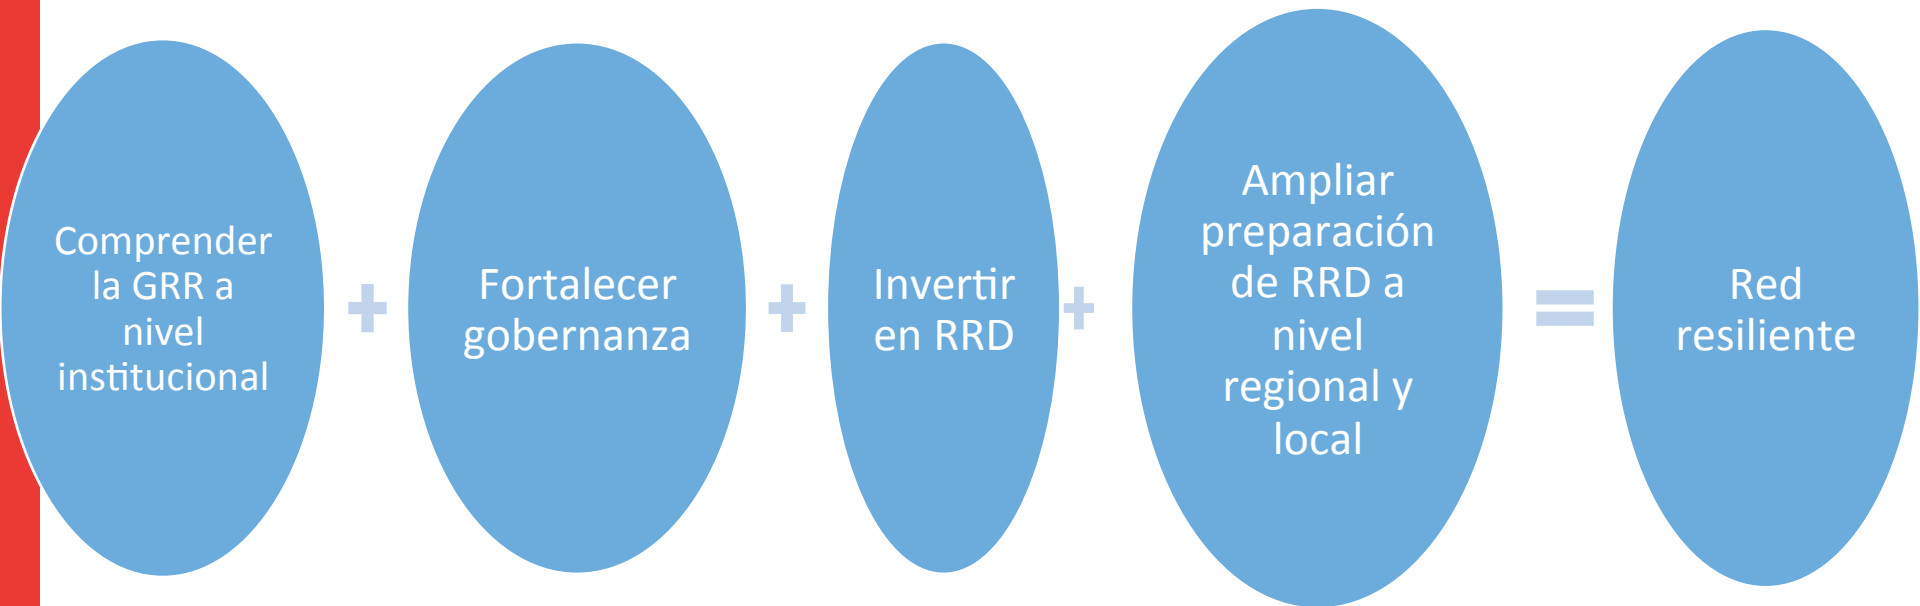 Comprender
la GRR a
nivel
institucional
+
Fortalecer
gobernanza
+
Invertir
en RRD
+
Ampliar
preparación
de RRD a
nivel
regional y
local
=
Red
resiliente